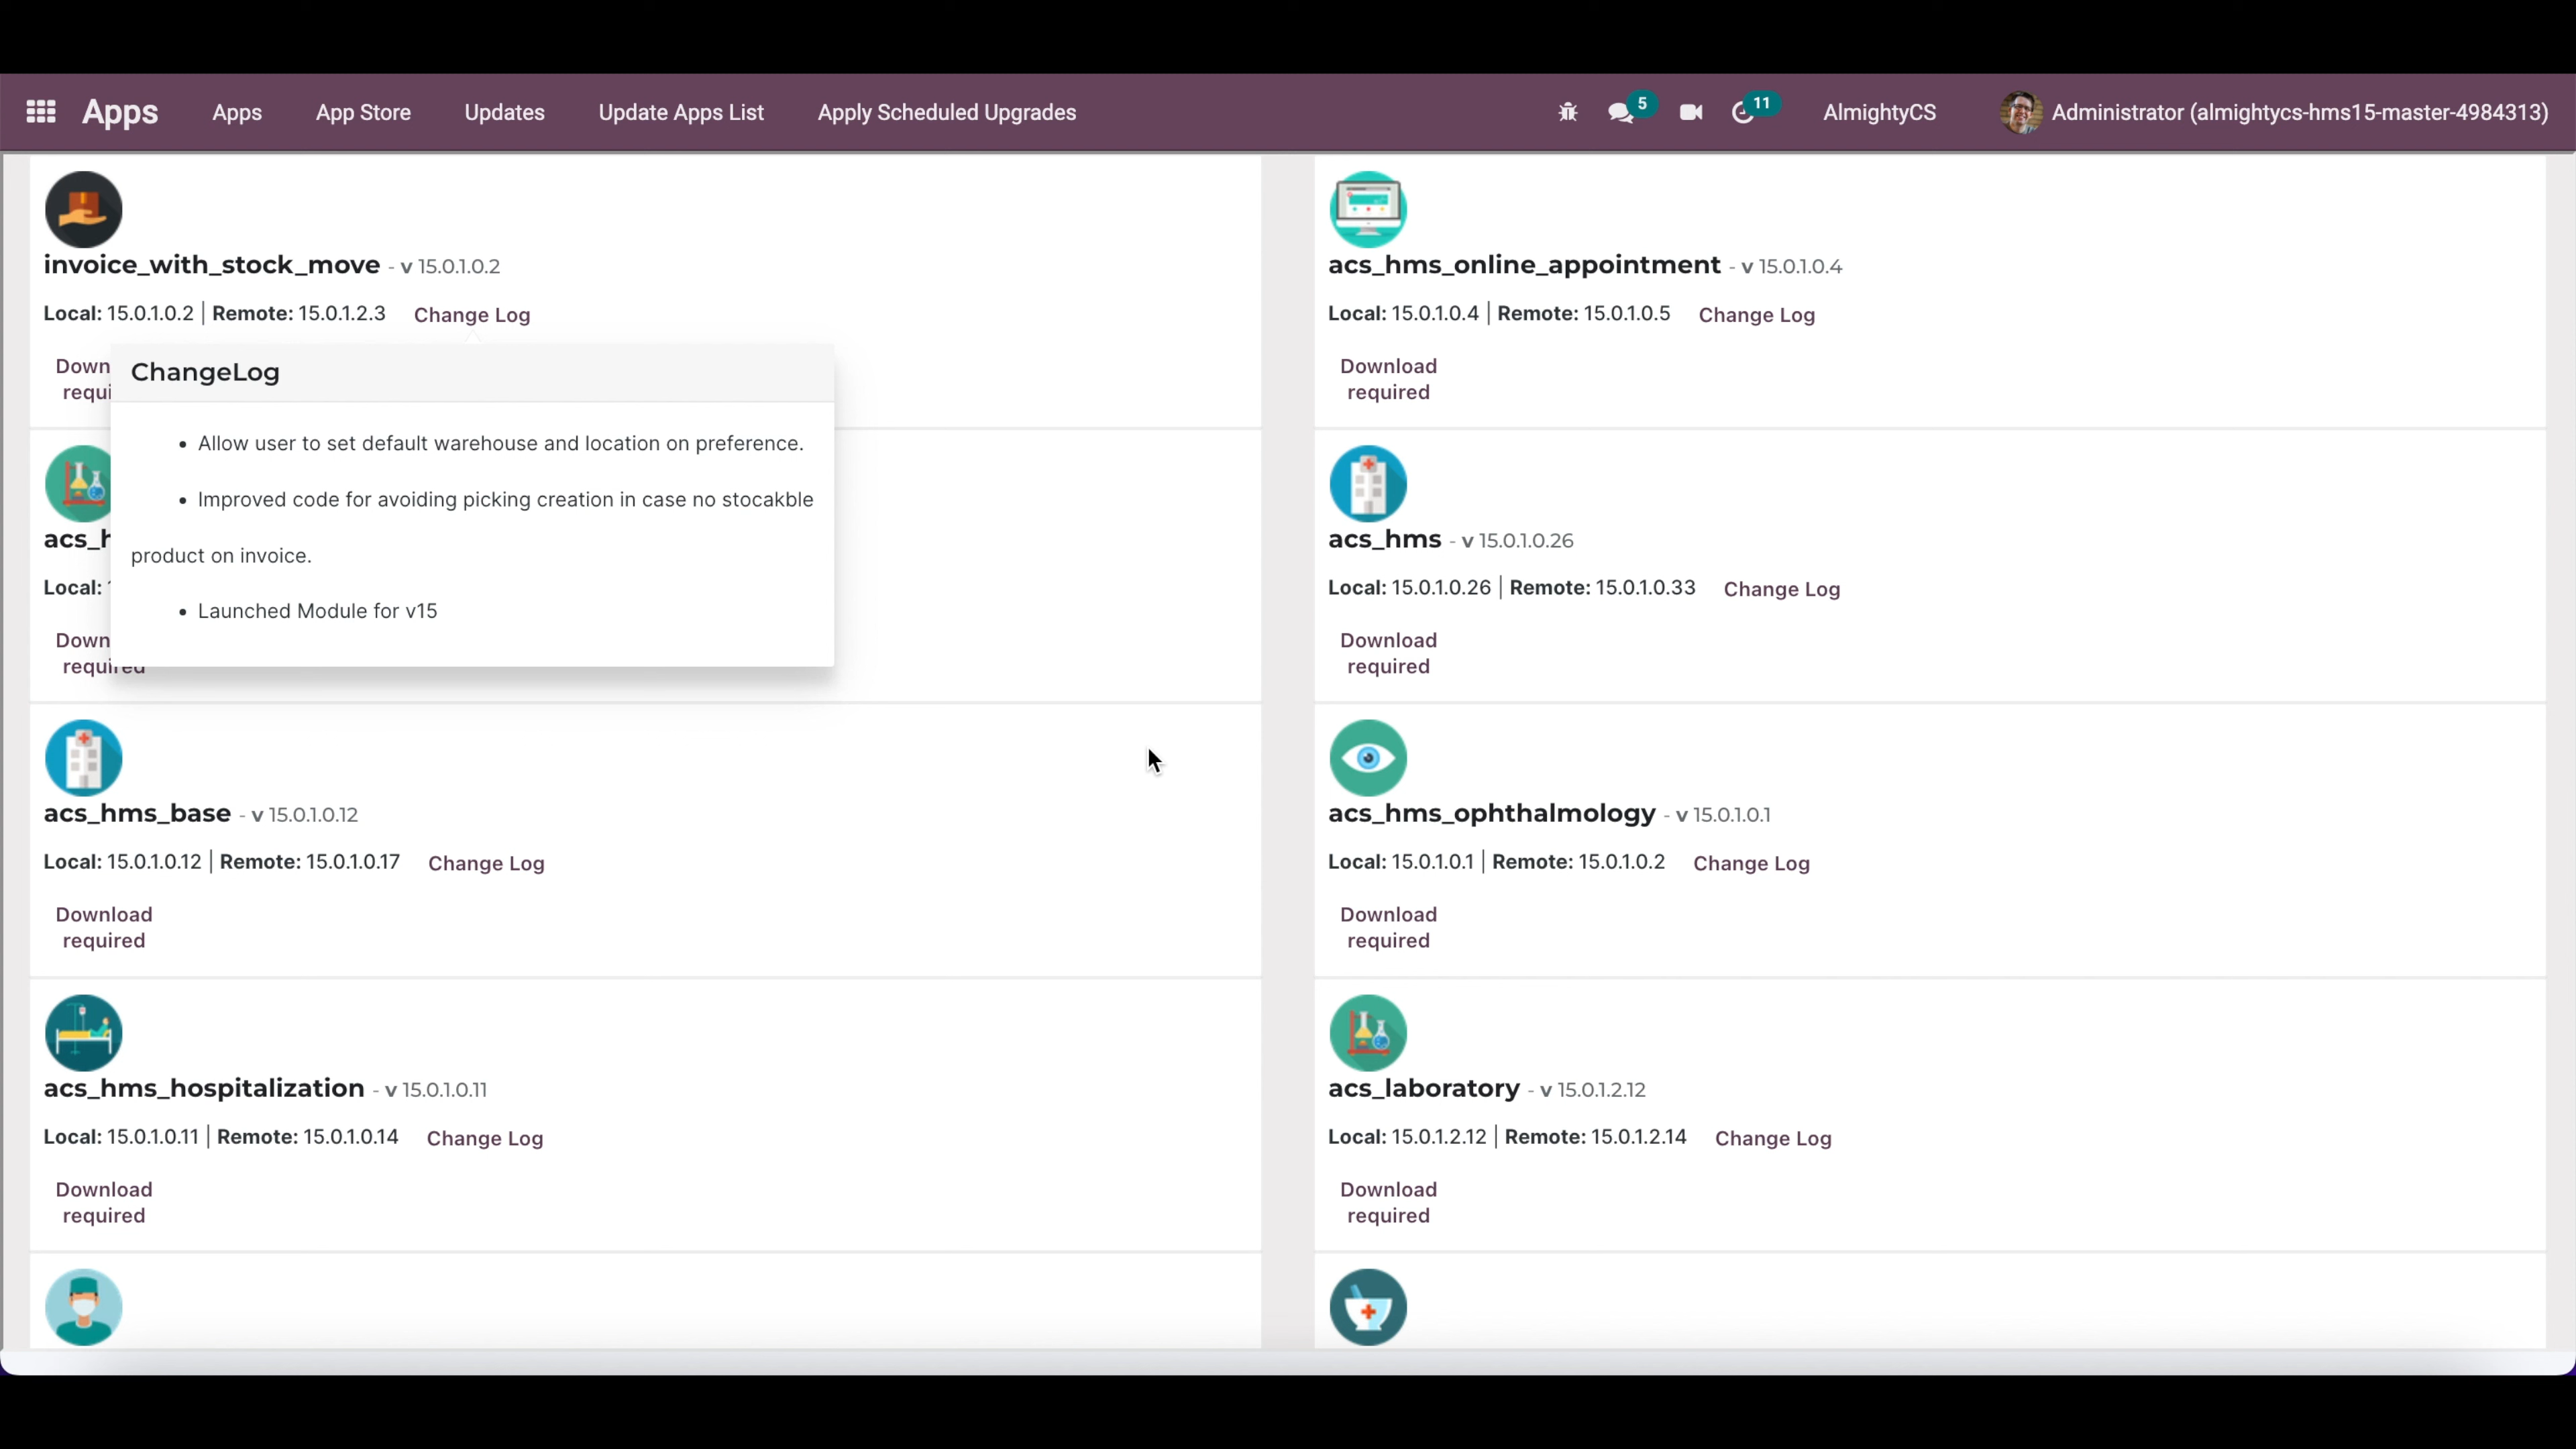 Apps
Apps
App Store
Updates
Update Apps List
Apply Scheduled Upgrades
5
11
AlmightyCS
Administrator (almightycs-hms15-master-4984313)
invoice_with_stock_move - v 15.0.1.0.2
Local: 15.0.1.0.2 | Remote: 15.0.1.2.3 Change Log
ChangeLog
• Allow user to set default warehouse and location on preference.
• Improved code for avoiding picking creation in case no stocakble
product on invoice.
• Launched Module for v15
acs_hms_online_appointment - v 15.0.1.0.4
Local: 15.0.1.0.4 | Remote: 15.0.1.0.5 Change Log
Download
required
Local:
acs_hms - v 15.0.1.0.26
Local: 15.0.1.0.26 | Remote: 15.0.1.0.33 Change Log
Download
required
acs_hms_base - v 15.0.1.0.12
Local: 15.0.1.0.12 | Remote: 15.0.1.0.17 Change Log
Download
required
acs_hms_ophthalmology - v 15.0.1.0.1
Local: 15.0.1.0.1 | Remote: 15.0.1.0.2 Change Log
Download
required
acs_hms_hospitalization - v 15.0.1.0.11
Local: 15.0.1.0.11 | Remote: 15.0.1.0.14 Change Log
Download
required
acs_laboratory - v 15.0.1.2.12
Local: 15.0.1.2.12 | Remote: 15.0.1.2.14 Change Log
Download
required